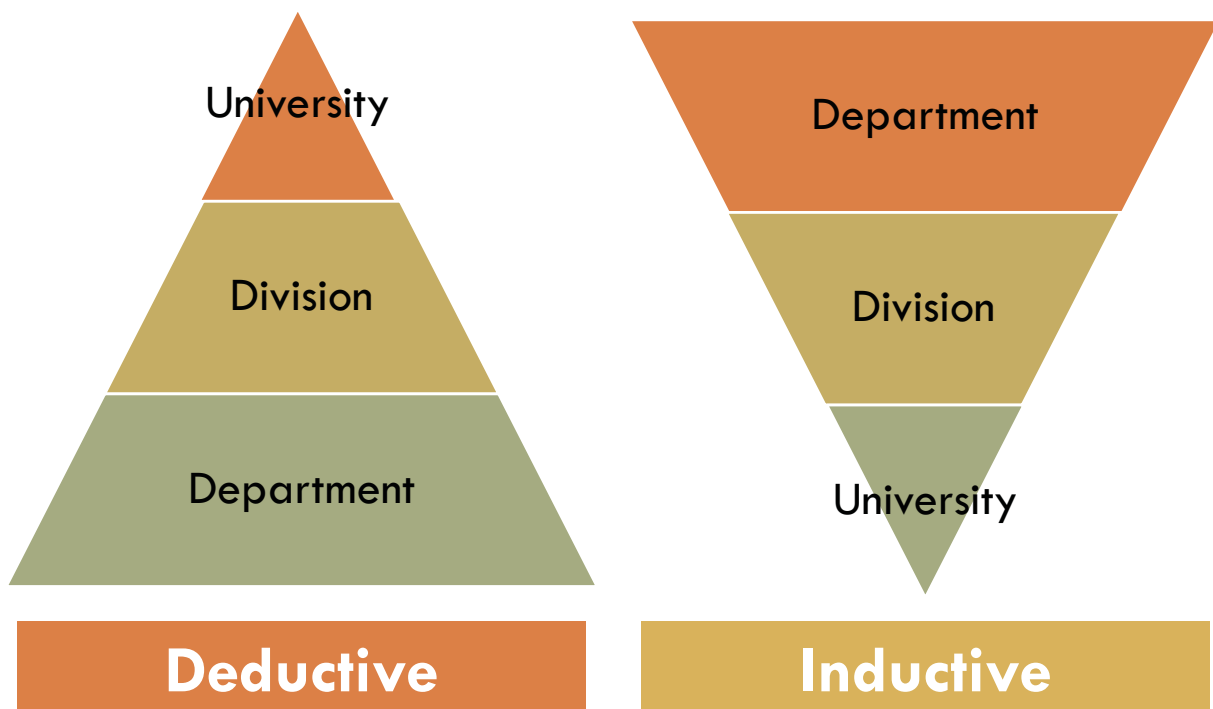 University
Division
Department
Deductive
Department
Division
University
Inductive